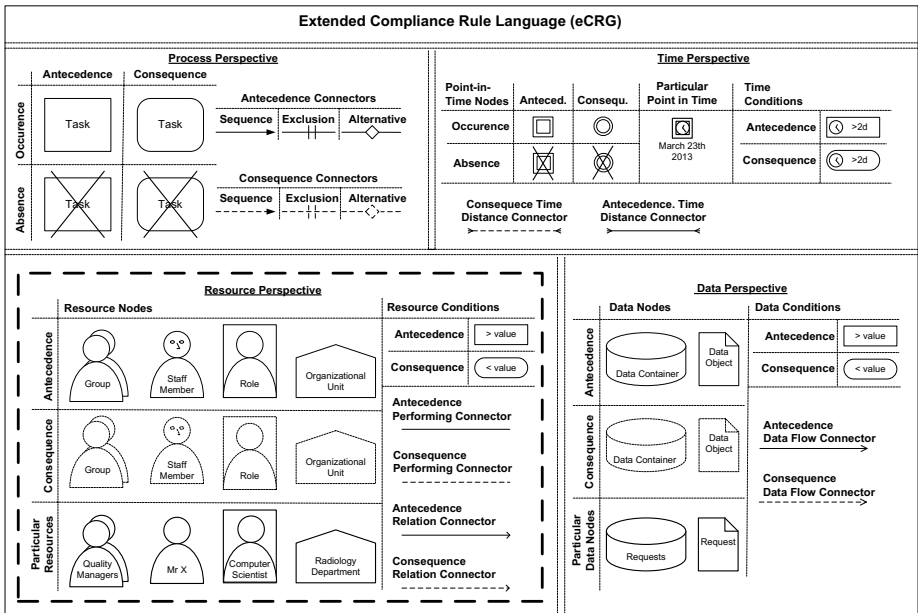 Extended Compliance Rule Language (eCRG)
Process Perspective
Antecedence Consequence
Occurence
Task
Task
Absence
Task
Task
Antecedence Connectors
Sequence Exclusion Alternative
Consequence Connectors
Sequence Exclusion Alternative
Time Perspective
Point-in-
Time Nodes
Anteced. Consequ.
Particular
Point in Time
Time
Conditions
Occurence
March 23th
2013
Antecedence
>2d
Absence
Consequence
>2d
Consequece Time
Distance Connector
Antecedence. Time
Distance Connector
Resource Perspective
Resource Nodes
Antecedence
Group
Staff
Member
Role
Organizational
Unit
Consequence
Group
Staff
Member
Role
Organizational
Unit
Particular
Resources
Quality
Managers
Mr X
Computer
Scientist
Radiology
Department
Resource Conditions
Antecedence
> value
Consequence
< value
Antecedence
Performing Connector
Consequence
Performing Connector
Antecedence
Relation Connector
Consequence
Relation Connector
Data Perspective
Data Nodes
Antecedence
Data Container
Data
Object
Consequence
Data Container
Data
Object
Particular
Data Nodes
Requests
Request
Data Conditions
Antecedence
> value
Consequence
< value
Antecedence
Data Flow Connector
Consequence
Data Flow Connector